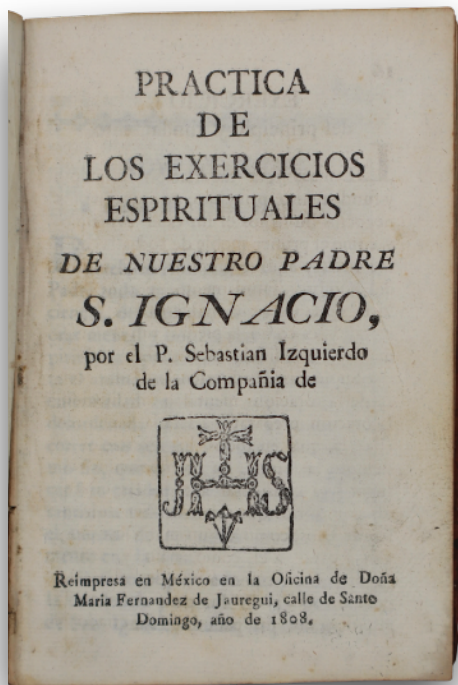 PRACTICA
DE
LOS EXERCICIOS
ESPIRITUALES
DE NUESTRO PADRE
S. IGNACIO,
por el P. Sebastian Izquierdo
de la Compañia de
JHS
Reimpresa en México en la Oficina de Doña
Maria Fernandez de Jauregui, calle de Santo
Domingo, año de 1808.